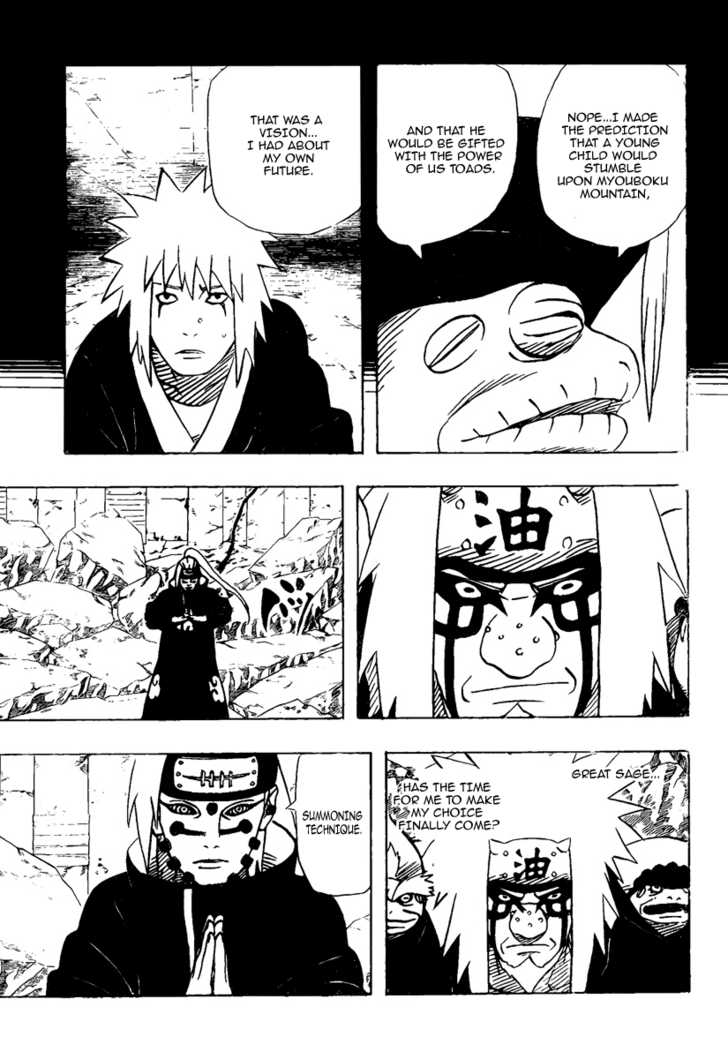 NOPE...I MADE
THE PREDICTION
THAT A YOUNG
CHILD WOULD
STUMBLE
UPON MYOUBOKU
MOUNTAIN,
AND THAT HE
WOULD BE GIFTED
WITH THE POWER
OF US TOADS.
THAT WAS A
VISION...
I HAD ABOUT
MY OWN
FUTURE.
油
GREAT SAGE...
HAS THE TIME
FOR ME TO MAKE
MY CHOICE
FINALLY COME?
油
SUMMONING
TECHNIQUE.